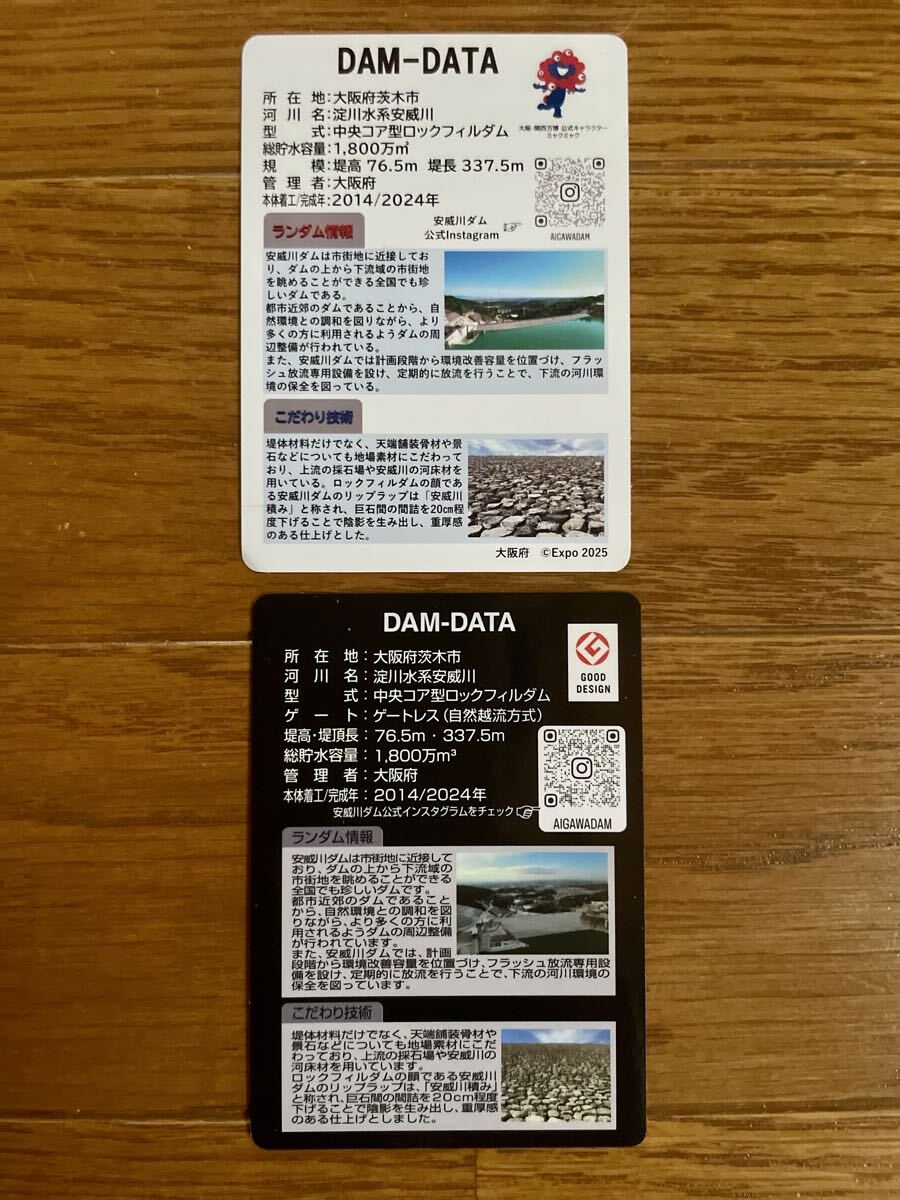 DAM-DATA
所在地:大阪府茨木市
河川名:淀川水系安威川
型式:中央コア型ロックフィルダム
総貯水容量:1,800万㎥
規模:堤高 76.5m 堤長 337.5m
管理者:大阪府
本体着工/完成年:2014/2024年
大阪・関西万博 公式キャラクター
ミャクミャク
安威川ダム
公式Instagram
AIGAWADAM
ランダム情報
安威川ダムは市街地に近接してお
り、ダムの上から下流域の市街地
を眺めることができる全国でも珍
しいダムである。
都市近郊のダムであることから、自
然環境との調和を図りながら、より
多くの方に利用されるようダムの周
辺整備が行われている。
また、安威川ダムでは計画段階から環境改善容量を位置づけ、フラッ
シュ放流専用設備を設け、定期的に放流を行うことで、下流の河川環
境の保全を図っている。
こだわり技術
堤体材料だけでなく、天端舗装骨材や景
石などについても地場素材にこだわって
おり、上流の採石場や安威川の河床材を
用いている。ロックフィルダムの顔であ
る安威川ダムのリップラップは「安威川
積み」と称され、巨石間の間詰を20cm程
度下げることで陰影を生み出し、重厚感
のある仕上げとした。
大阪府 ©Expo 2025
DAM-DATA
所在地:大阪府茨木市
河川名:淀川水系安威川
型式:中央コア型ロックフィルダム
ゲート:ゲートレス(自然越流方式)
堤高・堤頂長:76.5m・337.5m
総貯水容量:1,800万m³
管理者:大阪府
本体着工/完成年:2014/2024年
安威川ダム公式インスタグラムをチェック
GOOD
DESIGN
AIGAWADAM
ランダム情報
安威川ダムは市街地に近接して
おり、ダムの上から下流域の
市街地を眺めることができる
全国でも珍しいダムです。
都市近郊のダムであること
から、自然環境との調和を図
りながら、より多くの方に利
用されるようダムの周辺整備
が行われています。
また、安威川ダムでは、計画
段階から環境改善容量を位置づけ、フラッシュ放流専用設
備を設け、定期的に放流を行うことで、下流の河川環境の
保全を図っています。
こだわり技術
堤体材料だけでなく、天端舗装骨材や
景石などについても地場素材にこだ
わっており、上流の採石場や安威川の
河床材を用いています。
ロックフィルダムの顔である安威川
ダムのリップラップは、「安威川積み」
と称され、巨石間の間詰を20cm程度
下げることで陰影を生み出し、重厚感
のある仕上げとしました。